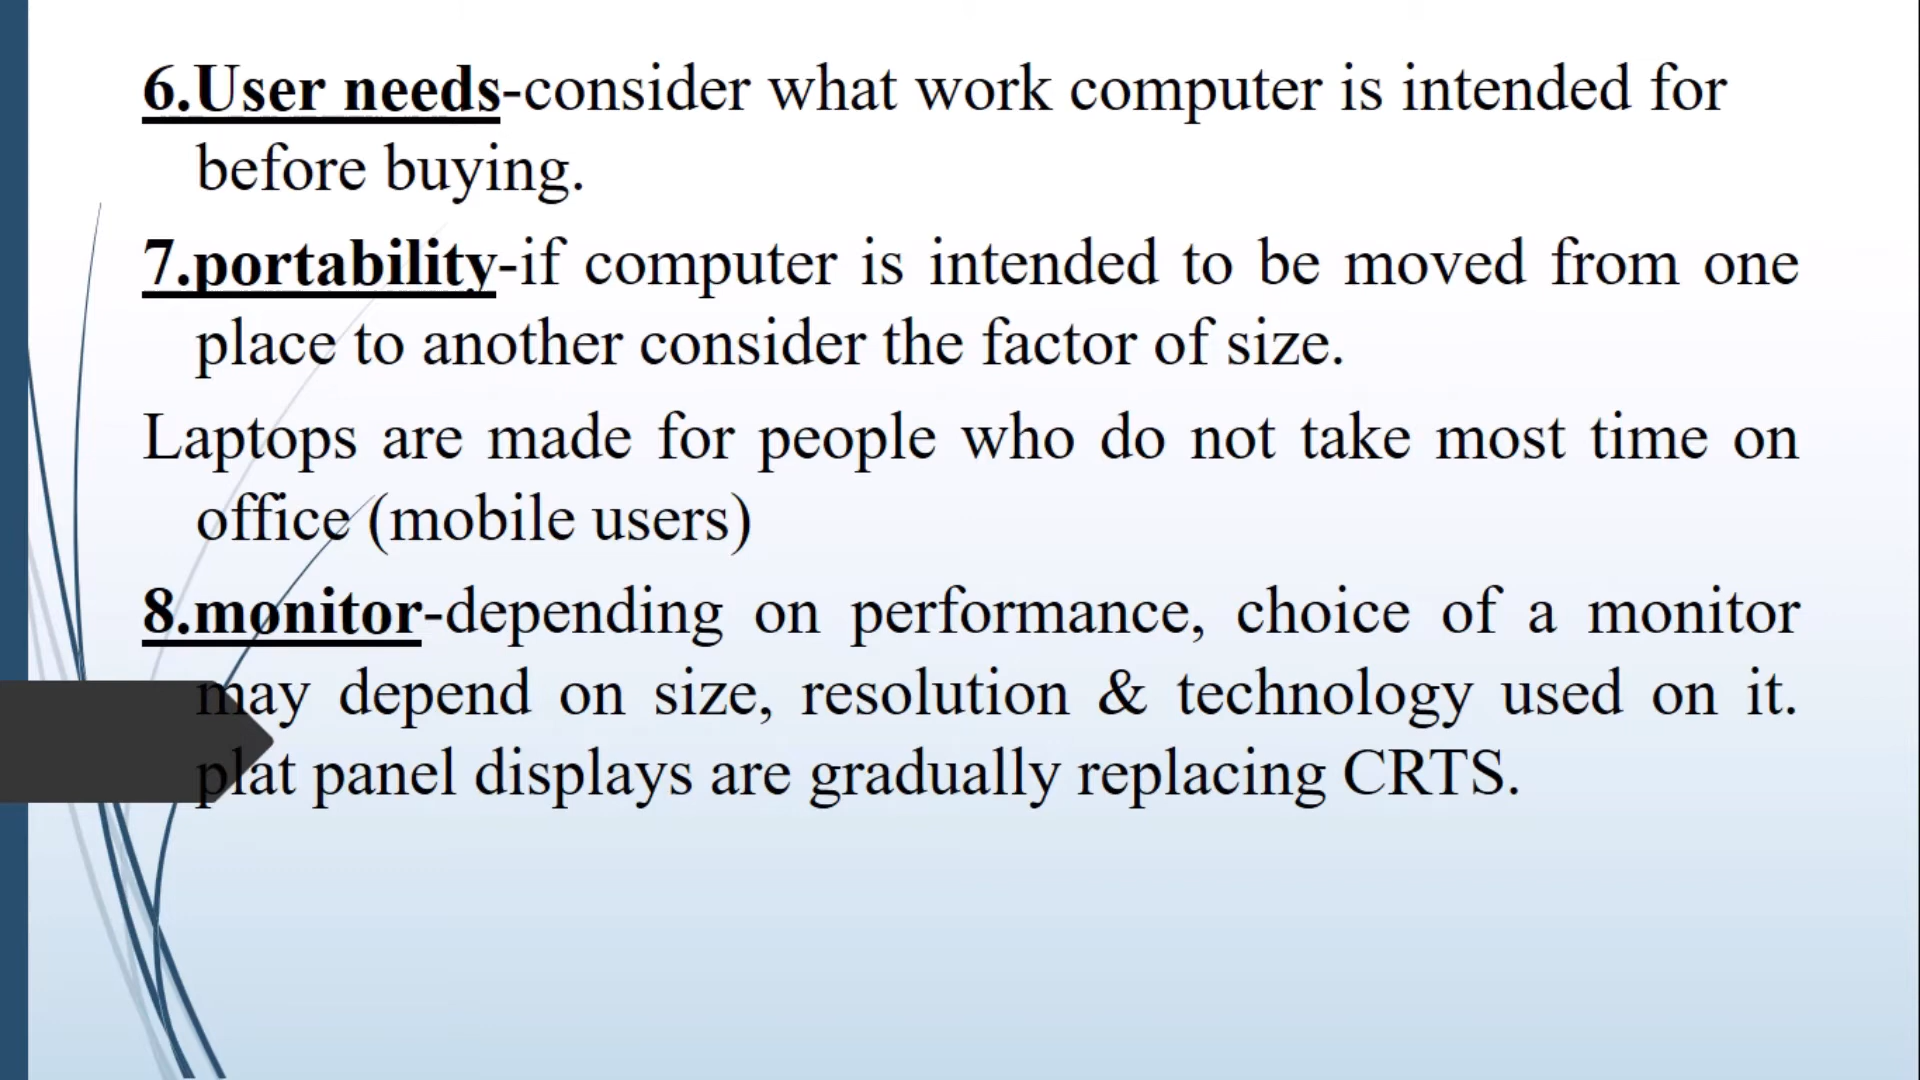 6.User needs-consider what work computer is intended for
before buying.
7.portability-if computer is intended to be moved from one
place to another consider the factor of size.
Laptops are made for people who do not take most time on
office (mobile users)
8.monitor-depending on performance, choice of a monitor
may depend on size, resolution & technology used on it.
plat panel displays are gradually replacing CRTS.